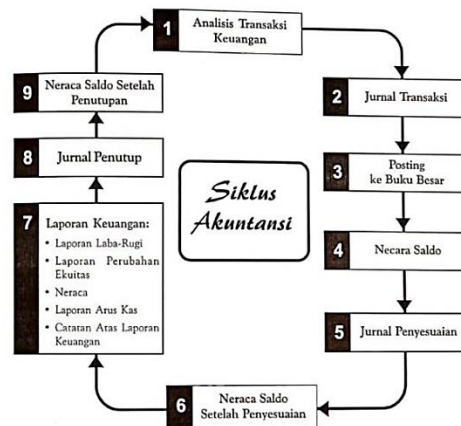 1 Analisis Transaksi
Keuangan
2 Jurnal Transaksi
3 Posting
ke Buku Besar
4 Necara Saldo
5 Jurnal Penyesuaian
6 Neraca Saldo
Setelah Penyesuaian
7 Laporan Keuangan:
• Laporan Laba-Rugi
• Laporan Perubahan
Ekuitas
• Neraca
• Laporan Arus Kas
• Catatan Atas Laporan
Keuangan
8 Jurnal Penutup
9 Neraca Saldo Setelah
Penutupan
Siklus
Akuntansi